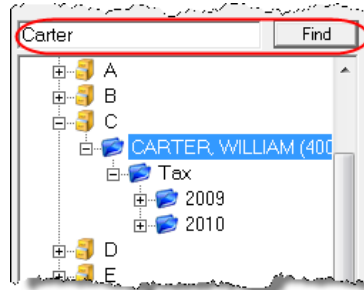 Carter Find
A
B
C
CARTER, WILLIAM (400
Tax
2009
2010
D
E